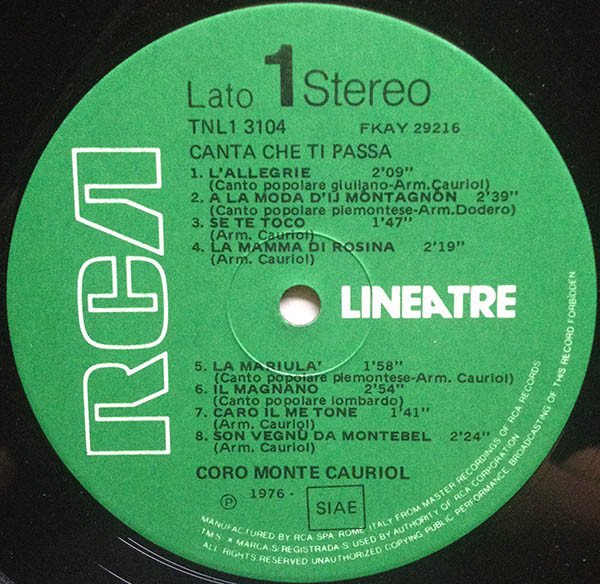 Lato 1 Stereo
TNL1 3104 FKAY 29216
CANTA CHE TI PASSA
1. L'ALLEGRIE 2'09"
(Canto popolare giuliano-Arm.Cauriol)
2. A LA MODA D'IJ MÖNTAGNÖN 2'39"
(Canto popolare piemontese-Arm.Dodero)
3. SE TE TOCO 1'47"
(Arm. Cauriol)
4. LA MAMMA DI ROSINA 2'19"
(Arm. Cauriol)
RCA
LINEATRE
5. LA MARIULA' 1'58"
(Canto popolare piemontese-Arm. Cauriol)
6. IL MAGNANO 2'54"
(Canto popolare lombardo)
7. CARO IL ME TONE 1'41"
(Arm. Cauriol)
8. SON VEGNÙ DA MONTEBEL 2'24"
(Arm. Cauriol)
CORO MONTE CAURIOL
Ⓟ 1976 - SIAE
MANUFACTURED BY RCA SPA ROME ITALY FROM MASTER RECORDINGS OF RCA RECORDS
TM S ★ MARCA S) REGISTRADA S) USED BY AUTHORITY OF RCA CORPORATION
ALL RIGHTS RESERVED UNAUTHORIZED COPYING PUBLIC PERFORMANCE BROADCASTING OF THIS RECORD FORBIDDEN